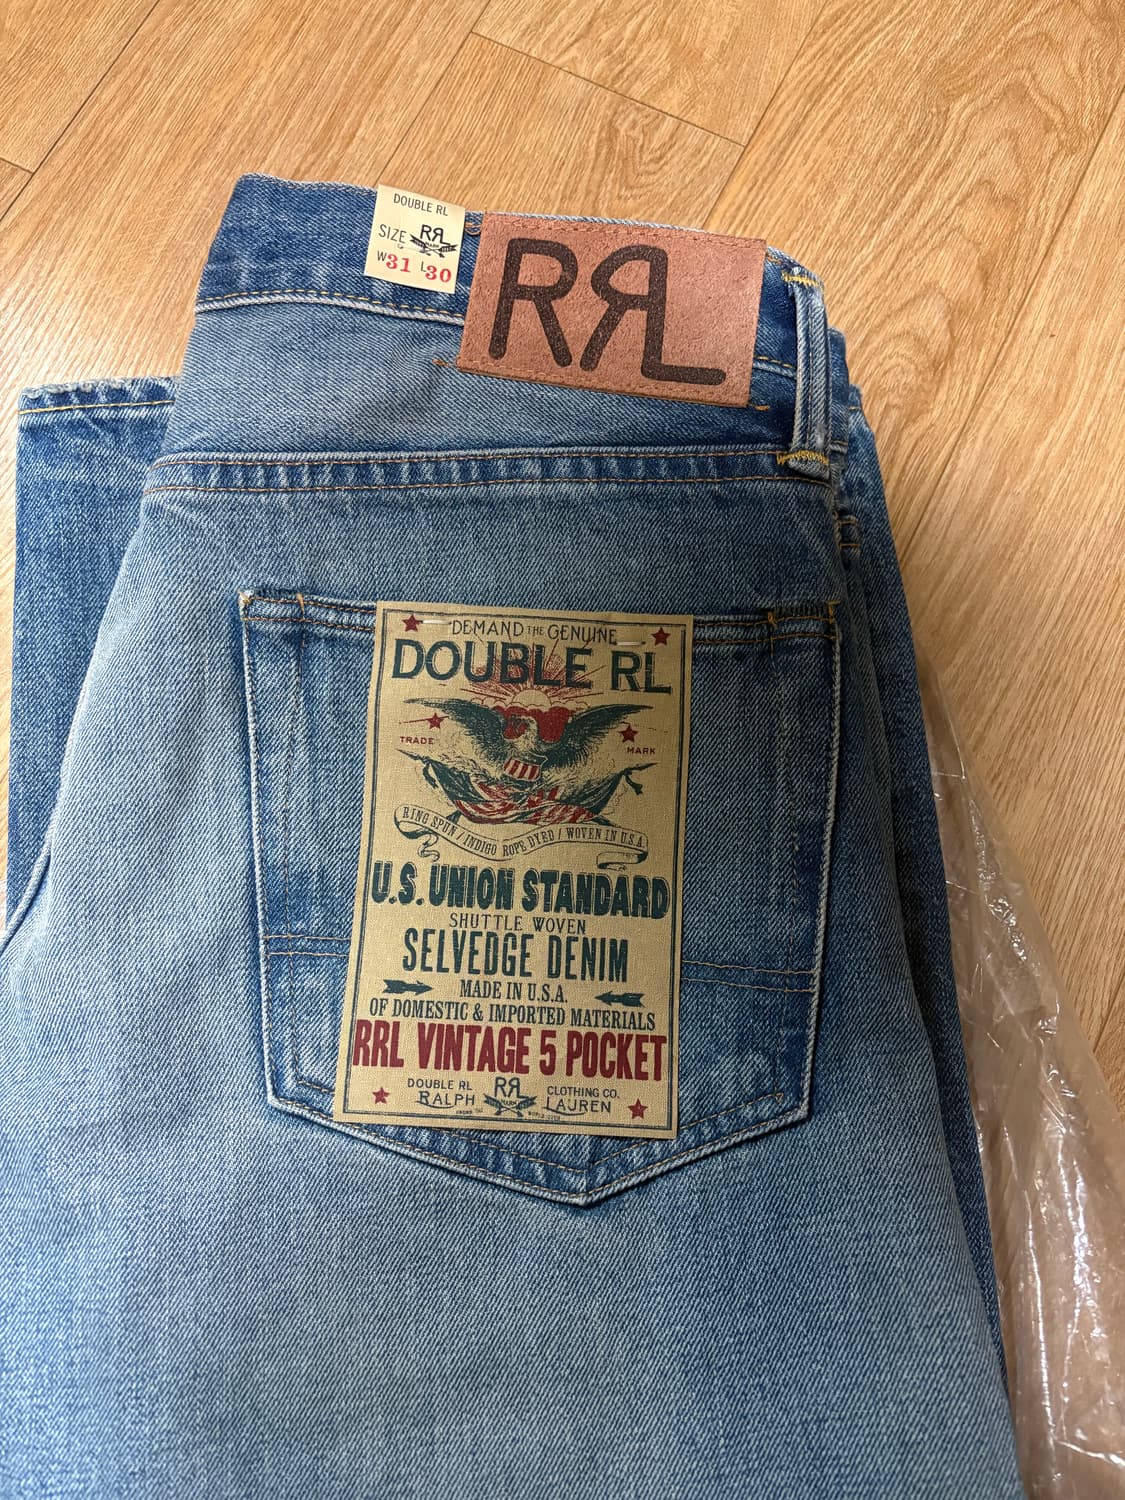 DOUBLE RL
SIZE RRL
W31 L30
RRL
DEMAND THE GENUINE
DOUBLE RL
TRADE MARK
RING SPUN / INDIGO ROPE DYED / WOVEN IN U.S.A.
U.S. UNION STANDARD
SHUTTLE WOVEN
SELVEDGE DENIM
MADE IN U.S.A.
OF DOMESTIC & IMPORTED MATERIALS
RRL VINTAGE 5 POCKET
DOUBLE RL RRL CLOTHING CO.
RALPH LAUREN